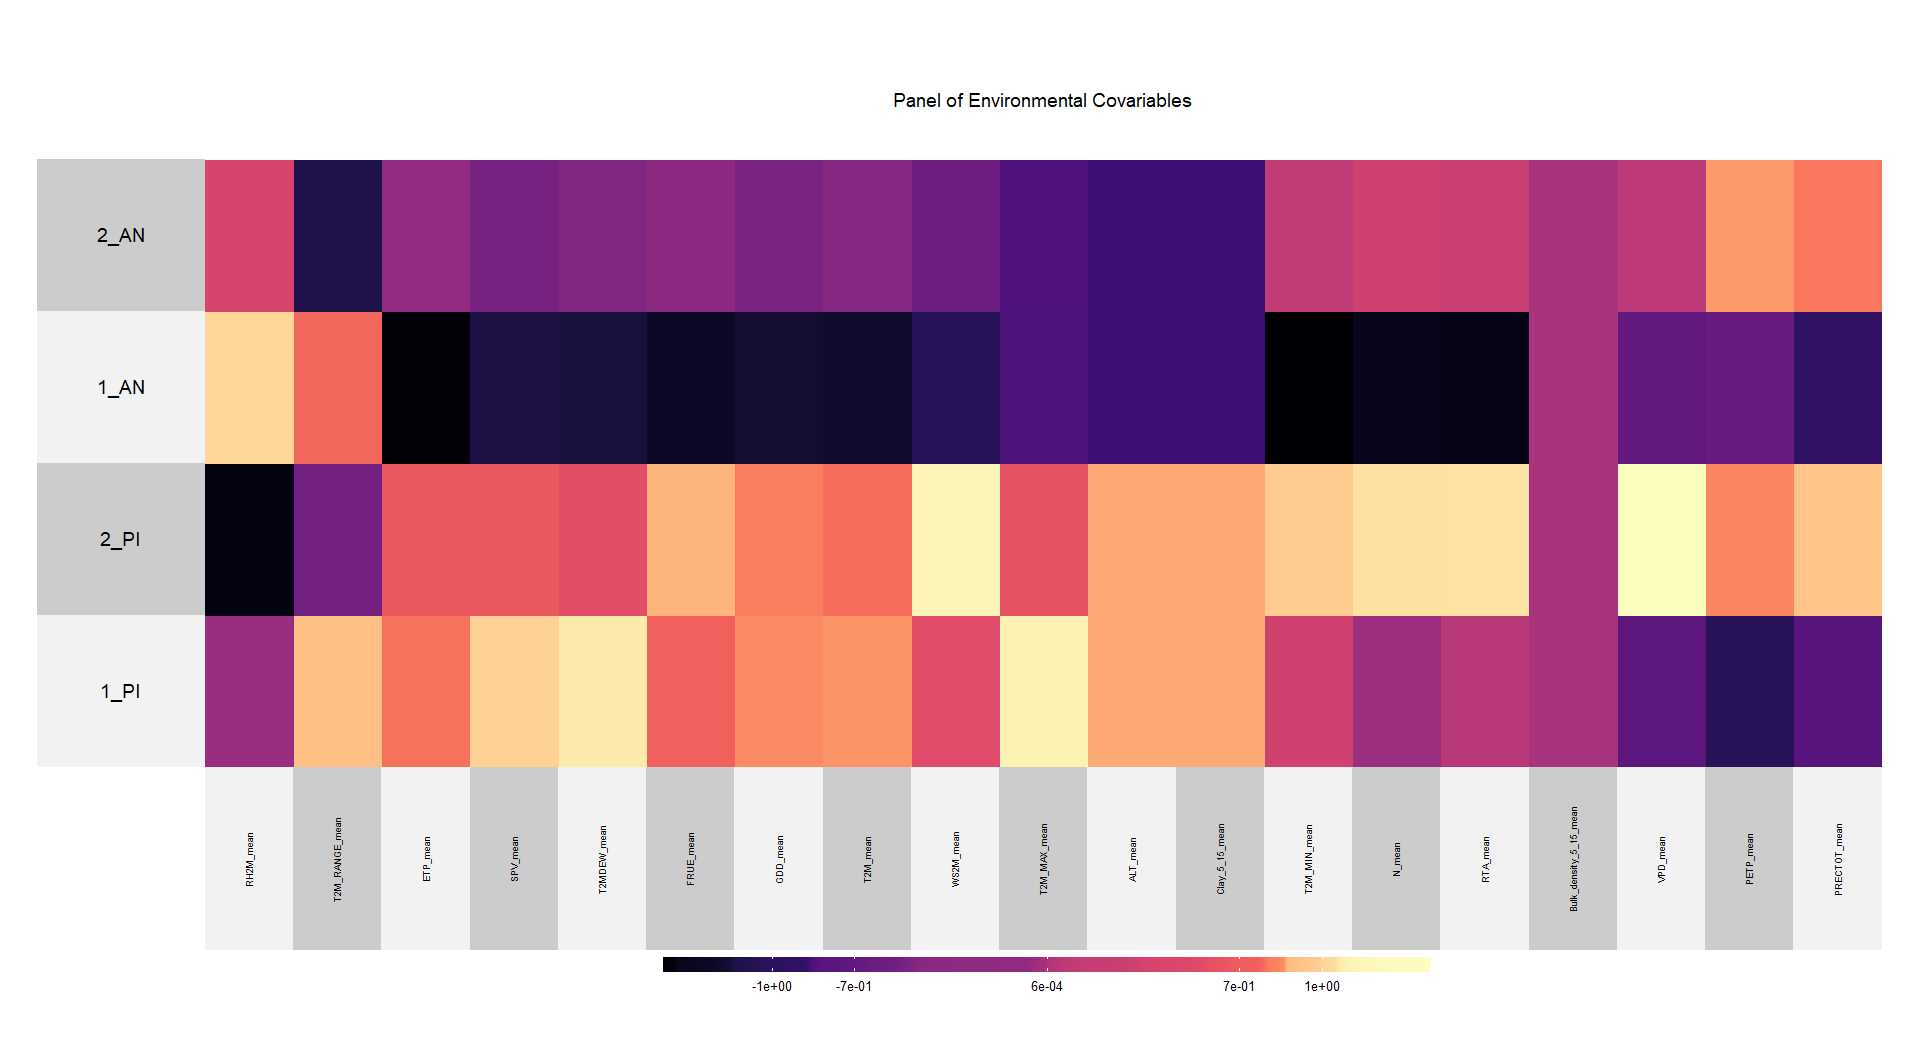 Panel of Environmental Covariables
2_AN
1_AN
2_PI
1_PI
RH2M_mean
T2M_RANGE_mean
ETP_mean
SPV_mean
T2MDEW_mean
FRUE_mean
GDD_mean
T2M_mean
WS2M_mean
T2M_MAX_mean
ALT_mean
Clay_5_15_mean
T2M_MIN_mean
N_mean
RTA_mean
Bulk_density_5_15_mean
VPD_mean
PETP_mean
PRECTOT_mean
-1e+00 -7e-01 6e-04 7e-01 1e+00